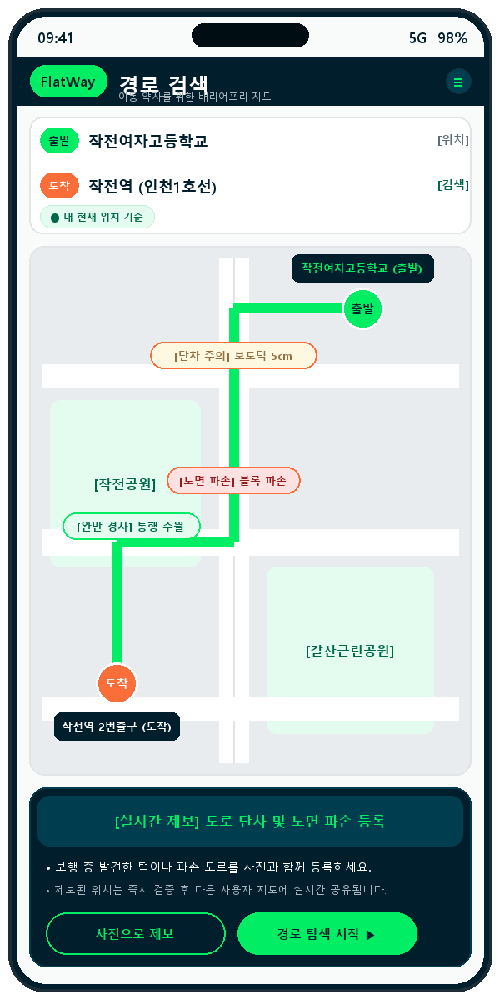 09:41
5G 98%
FlatWay 경로 검색
이동 약자를 위한 배리어프리 지도
출발 작전여자고등학교 [위치]
도착 작전역 (인천1호선) [검색]
● 내 현재 위치 기준
작전여자고등학교 (출발)
출발
[단차 주의] 보도턱 5cm
[노면 파손] 블록 파손
[작전공원]
[완만 경사] 통행 수월
[갈산근린공원]
도착
작전역 2번출구 (도착)
[실시간 제보] 도로 단차 및 노면 파손 등록
• 보행 중 발견한 턱이나 파손 도로를 사진과 함께 등록하세요.
• 제보된 위치는 즉시 검증 후 다른 사용자 지도에 실시간 공유됩니다.
사진으로 제보
경로 탐색 시작 ▶